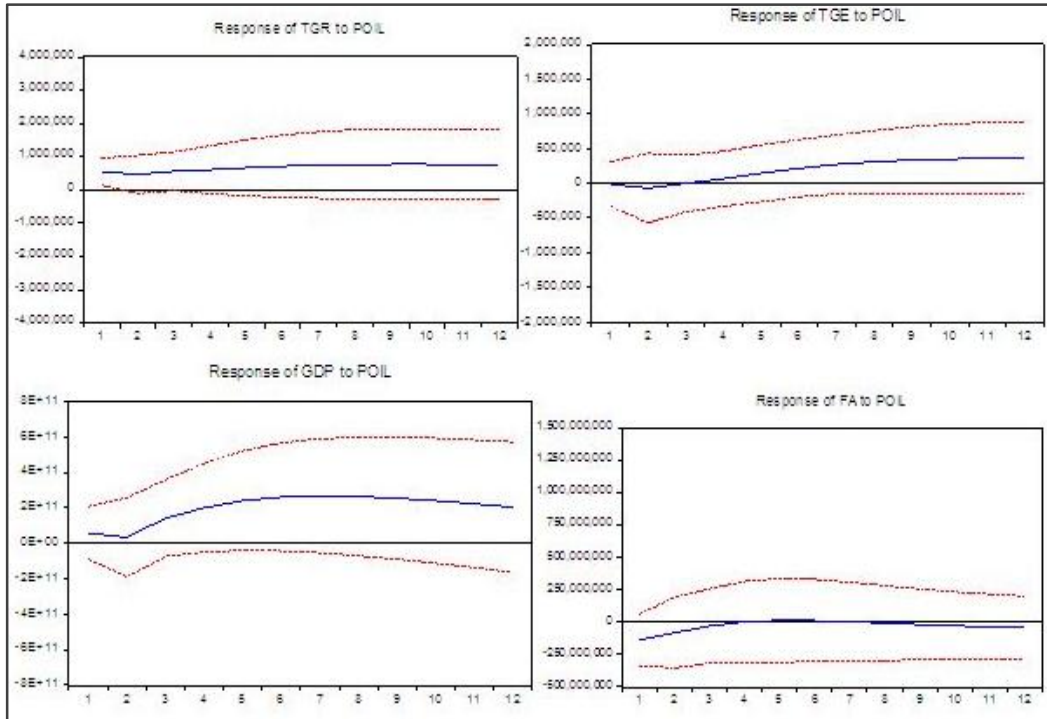 Response of TGR to POIL
4,000,000
3,000,000
2,000,000
1,000,000
0
-1,000,000
-2,000,000
-3,000,000
-4,000,000
1 2 3 4 5 6 7 8 9 10 11 12
Response of TGE to POIL
2,000,000
1,500,000
1,000,000
500,000
0
-500,000
-1,000,000
-1,500,000
-2,000,000
1 2 3 4 5 6 7 8 9 10 11 12
Response of GDP to POIL
8E+11
6E+11
4E+11
2E+11
0E+00
-2E+11
-4E+11
-6E+11
-8E+11
1 2 3 4 5 6 7 8 9 10 11 12
Response of FA to POIL
1,500,000,000
1,250,000,000
1,000,000,000
750,000,000
500,000,000
250,000,000
0
-250,000,000
-500,000,000
1 2 3 4 5 6 7 8 9 10 11 12